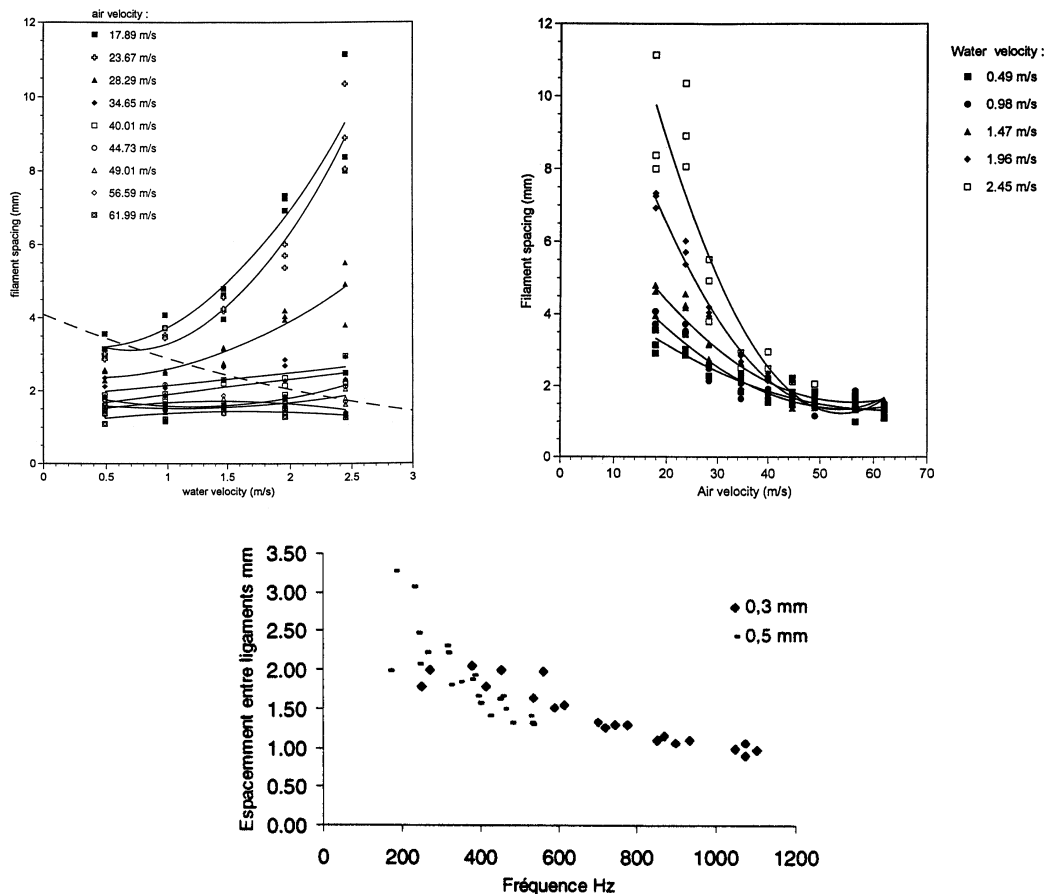 air velocity :
17.89 m/s
23.67 m/s
28.29 m/s
34.65 m/s
40.01 m/s
44.73 m/s
49.01 m/s
56.59 m/s
61.99 m/s
12
10
8
6
4
2
0
filament spacing (mm)
0 0.5 1 1.5 2 2.5 3
water velocity (m/s)
12
10
8
6
4
2
0
Filament spacing (mm)
0 10 20 30 40 50 60 70
Air velocity (m/s)
Water velocity :
0.49 m/s
0.98 m/s
1.47 m/s
1.96 m/s
2.45 m/s
Espacemment entre ligaments mm
3.50
3.00
2.50
2.00
1.50
1.00
0.50
0.00
0 200 400 600 800 1000 1200
Fréquence Hz
0,3 mm
0,5 mm